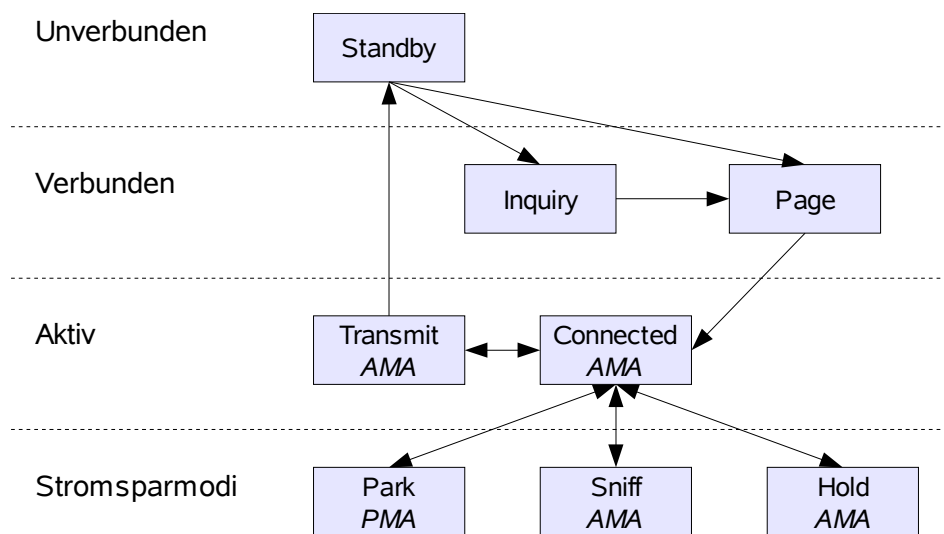 Unverbunden
Standby
Verbunden
Inquiry
Page
Aktiv
Transmit
AMA
Connected
AMA
Stromsparmodi
Park
PMA
Sniff
AMA
Hold
AMA